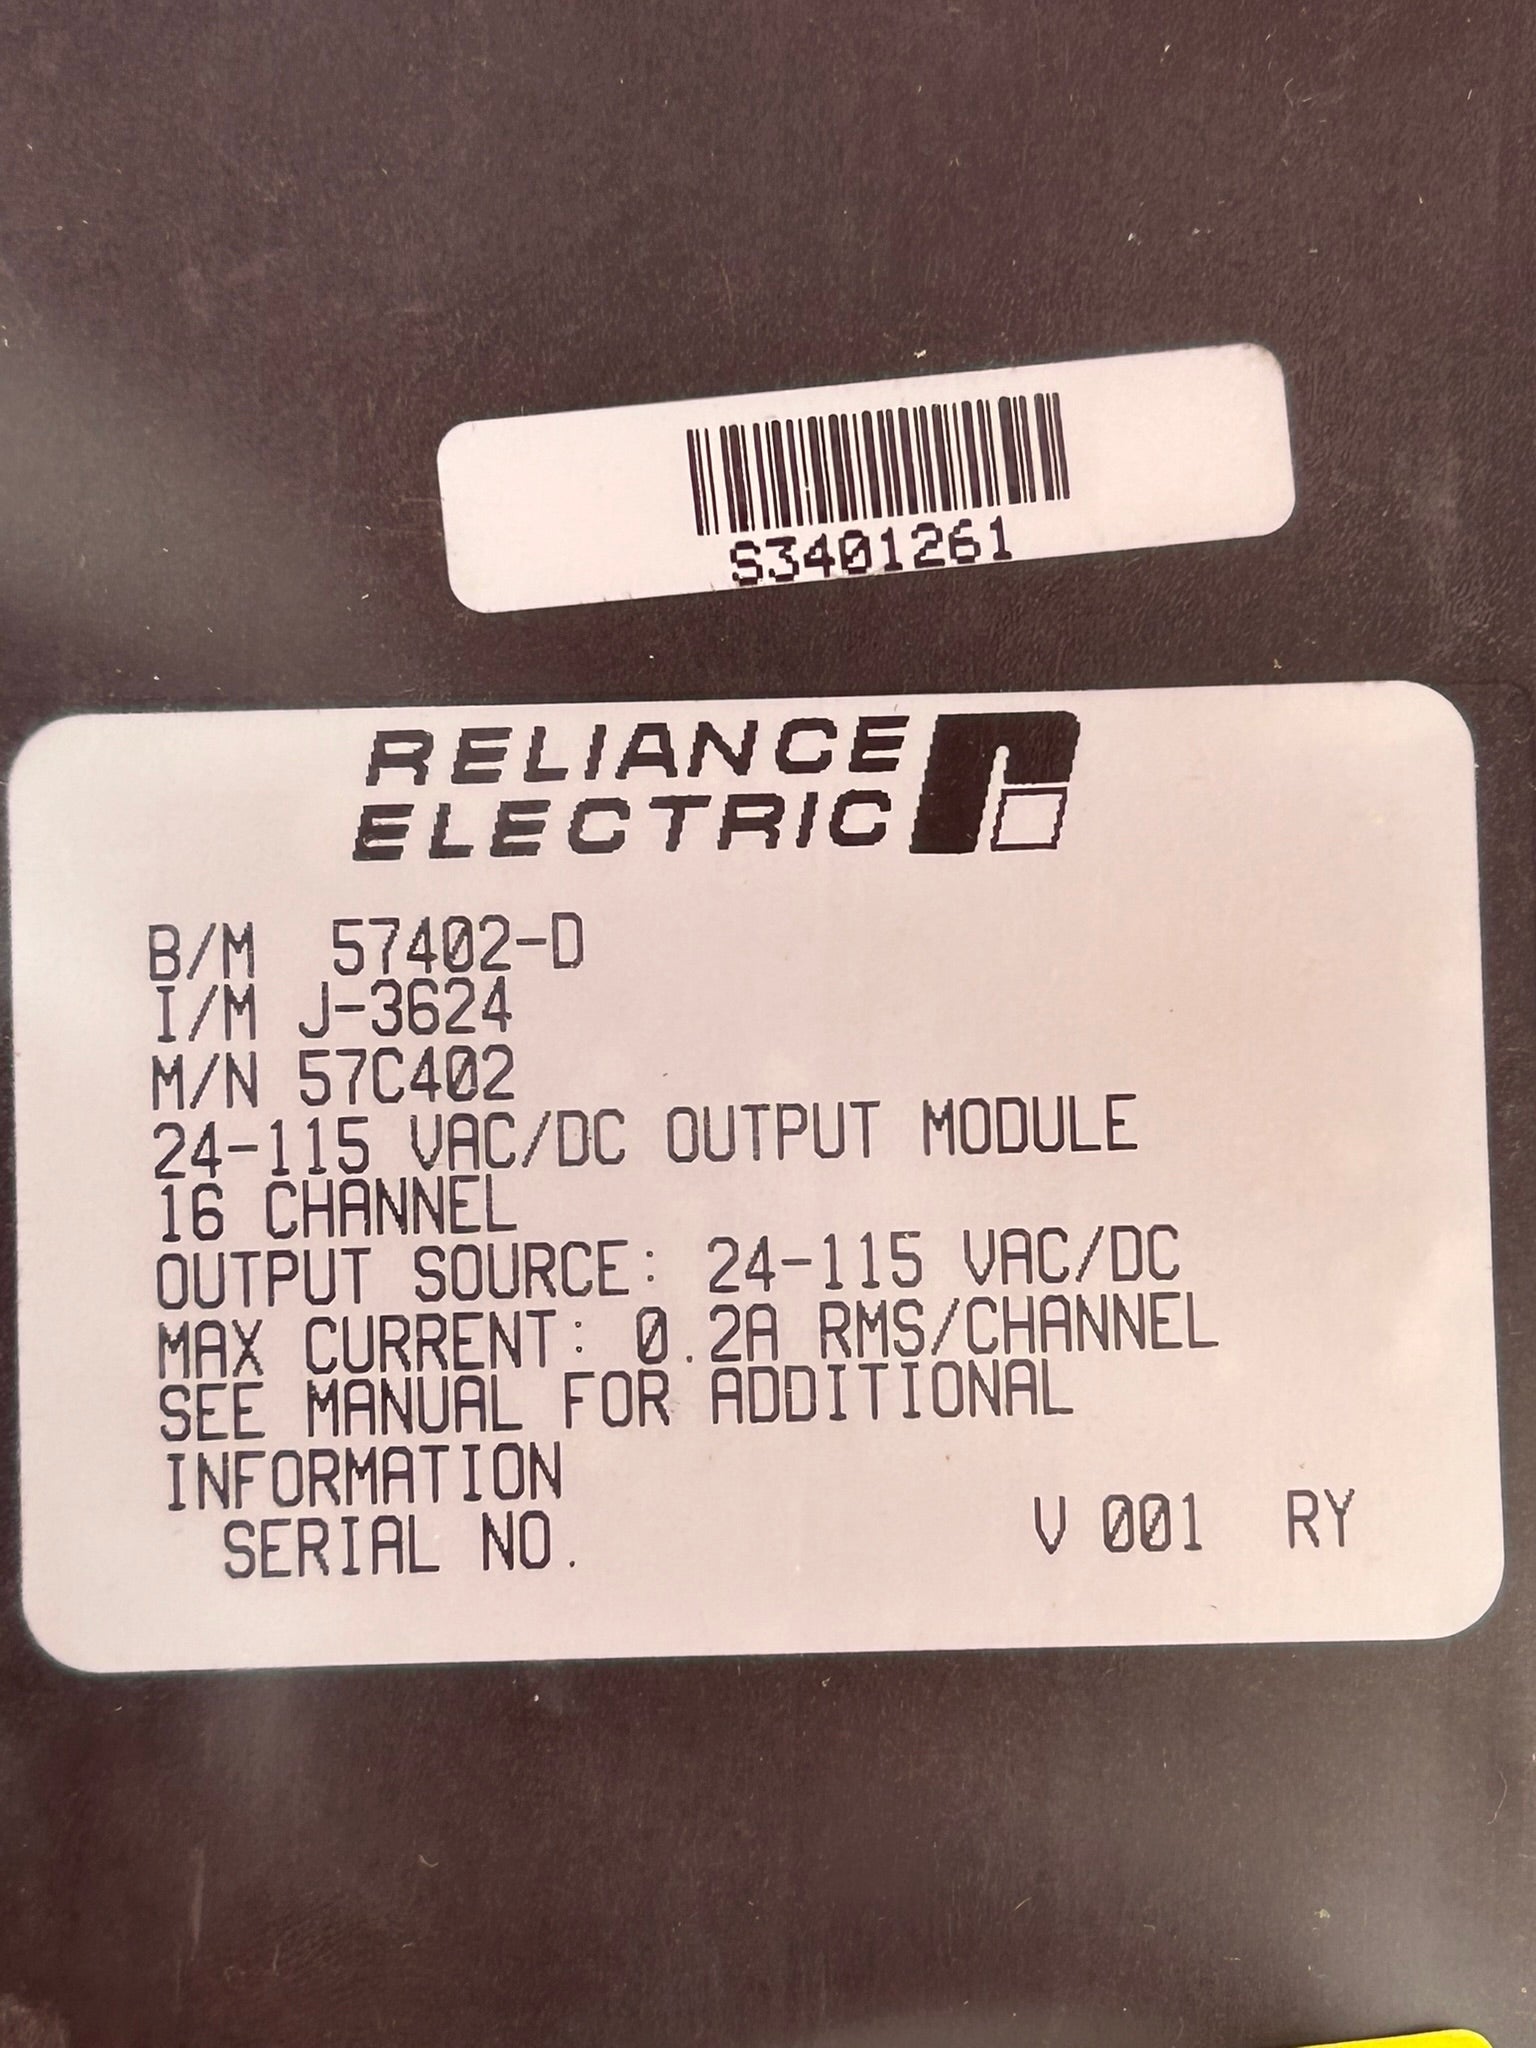 S3401261
RELIANCE
ELECTRIC
B/M 57402-D
I/M J-3624
M/N 57C402
24-115 VAC/DC OUTPUT MODULE
16 CHANNEL
OUTPUT SOURCE: 24-115 VAC/DC
MAX CURRENT: 0.2A RMS/CHANNEL
SEE MANUAL FOR ADDITIONAL
INFORMATION
SERIAL NO. V 001 RY